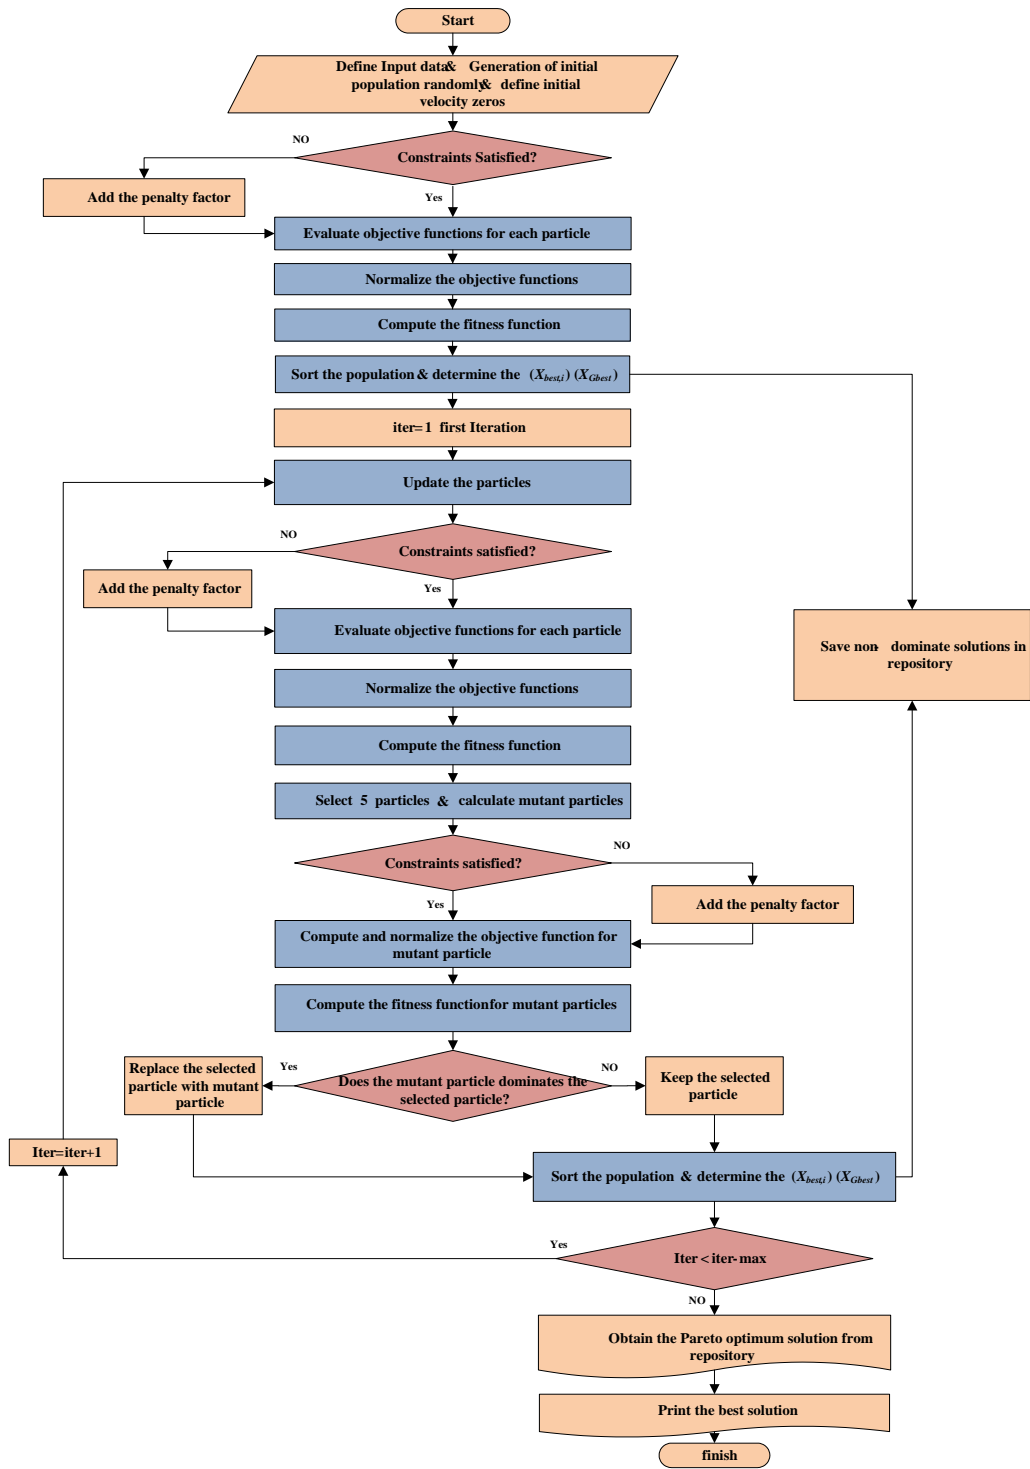 Start
Define Input data& Generation of initial
population randomly& define initial
velocity zeros
NO
Constraints Satisfied?
Add the penalty factor
Yes
Evaluate objective functions for each particle
Normalize the objective functions
Compute the fitness function
Sort the population & determine the (Xbest,i) (XGbest)
iter=1 first Iteration
Update the particles
NO
Constraints satisfied?
Add the penalty factor
Yes
Evaluate objective functions for each particle
Save non- dominate solutions in
repository
Normalize the objective functions
Compute the fitness function
Select 5 particles & calculate mutant particles
NO
Constraints satisfied?
Add the penalty factor
Yes
Compute and normalize the objective function for
mutant particle
Compute the fitness functionfor mutant particles
Replace the selected
particle with mutant
particle
Yes
Does the mutant particle dominates the
selected particle?
NO
Keep the selected
particle
Iter=iter+1
Sort the population & determine the (Xbest,i) (XGbest)
Yes
Iter < iter-max
NO
Obtain the Pareto optimum solution from
repository
Print the best solution
finish